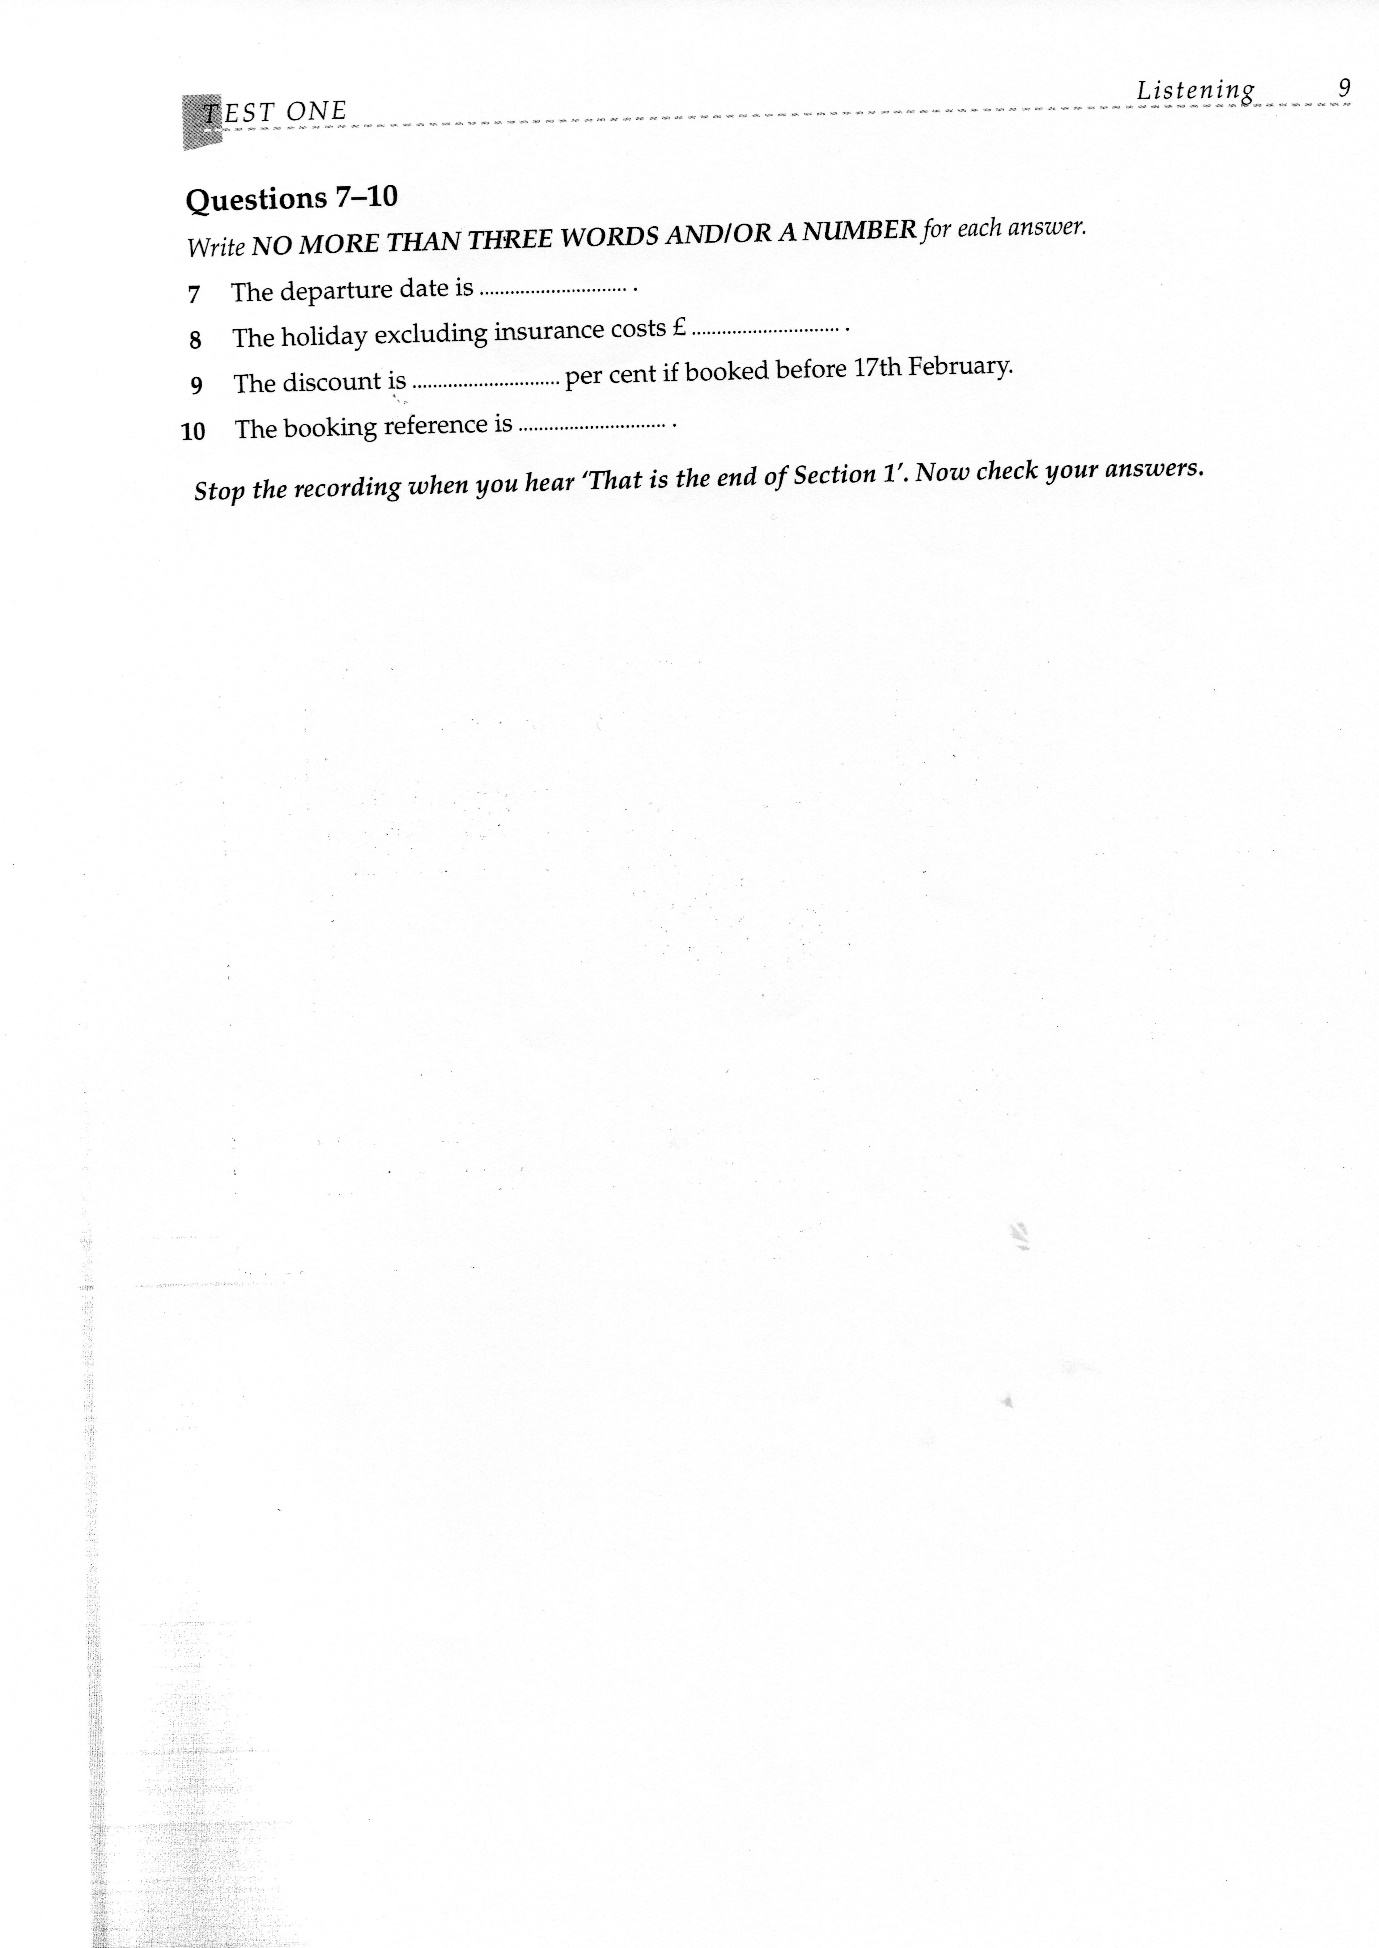 TEST ONE
Listening 9
Questions 7–10
Write NO MORE THAN THREE WORDS AND/OR A NUMBER for each answer.
7 The departure date is ............................. .
8 The holiday excluding insurance costs £ ............................. .
9 The discount is ............................. per cent if booked before 17th February.
10 The booking reference is ............................. .
Stop the recording when you hear ‘That is the end of Section 1’. Now check your answers.